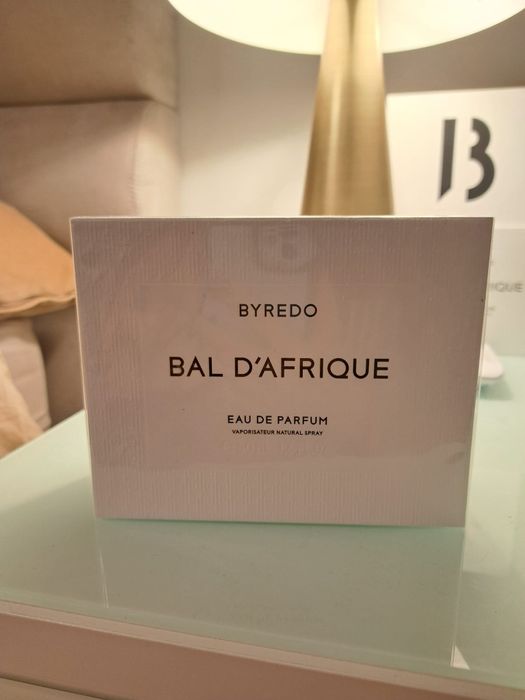 B
BYREDO
BAL D'AFRIQUE
EAU DE PARFUM
VAPORISATEUR NATURAL SPRAY